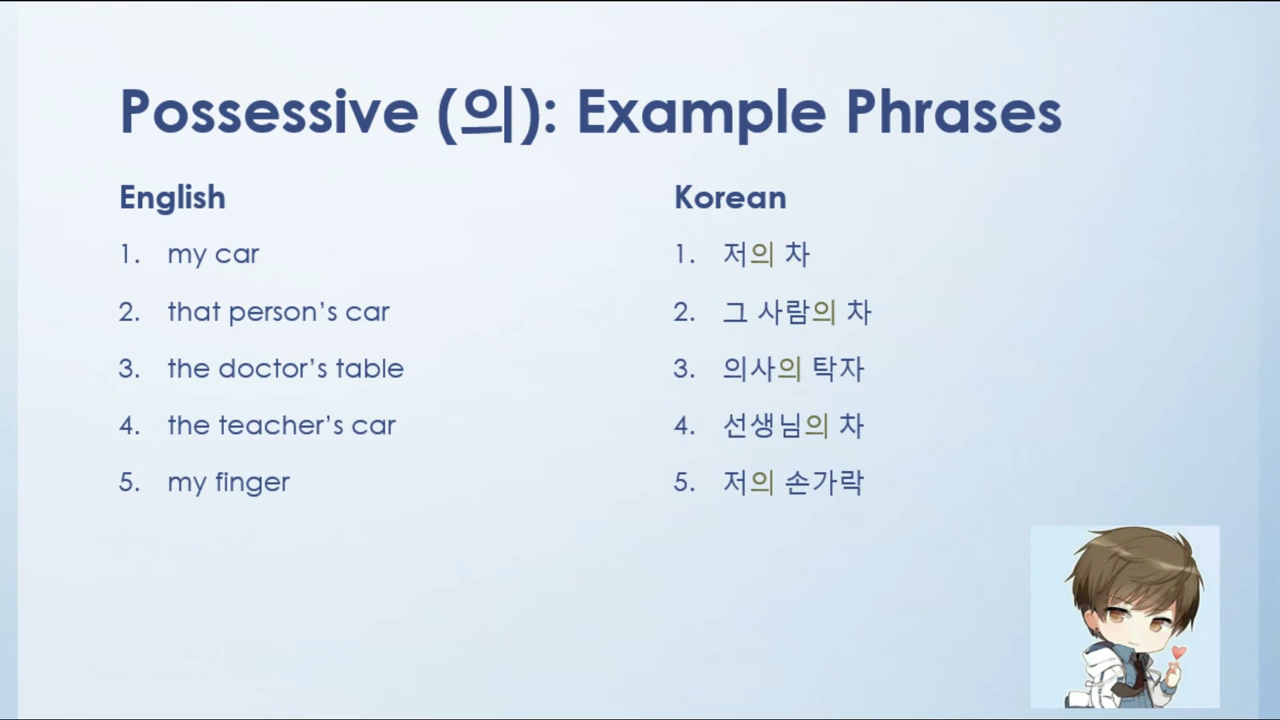 Possessive (의): Example Phrases
English
1. my car
2. that person’s car
3. the doctor’s table
4. the teacher’s car
5. my finger
Korean
1. 저의 차
2. 그 사람의 차
3. 의사의 탁자
4. 선생님의 차
5. 저의 손가락